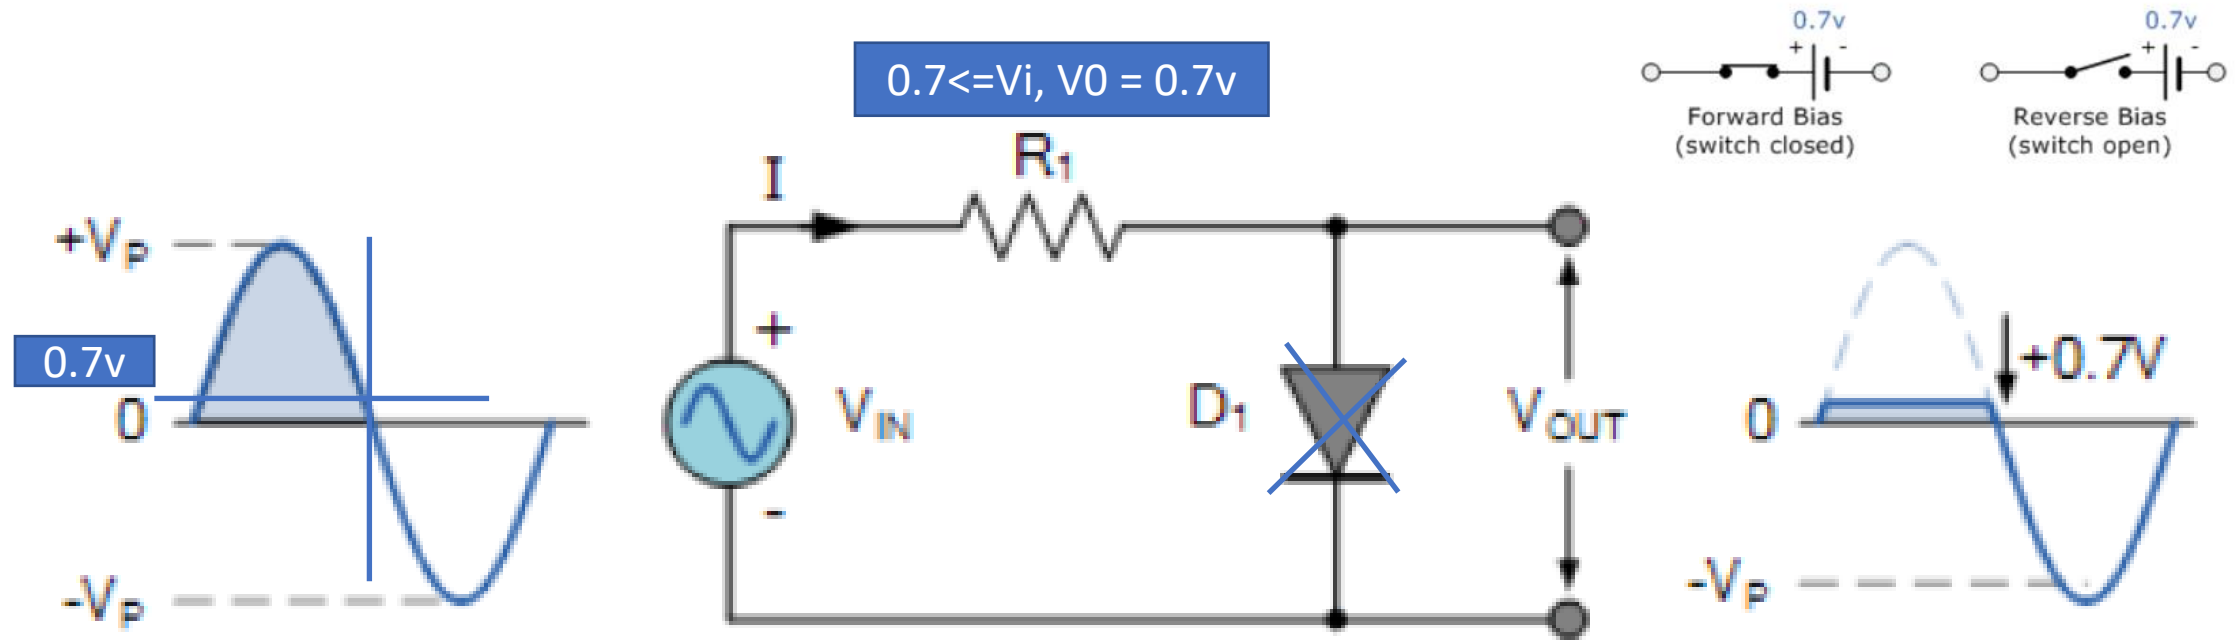 0.7<=Vi, V0 = 0.7v
0.7v
+ -
Forward Bias
(switch closed)
0.7v
+ -
Reverse Bias
(switch open)
+VP
0.7v
0
-VP
I
R1
+
VIN
-
D1
VOUT
+0.7V
0
-VP